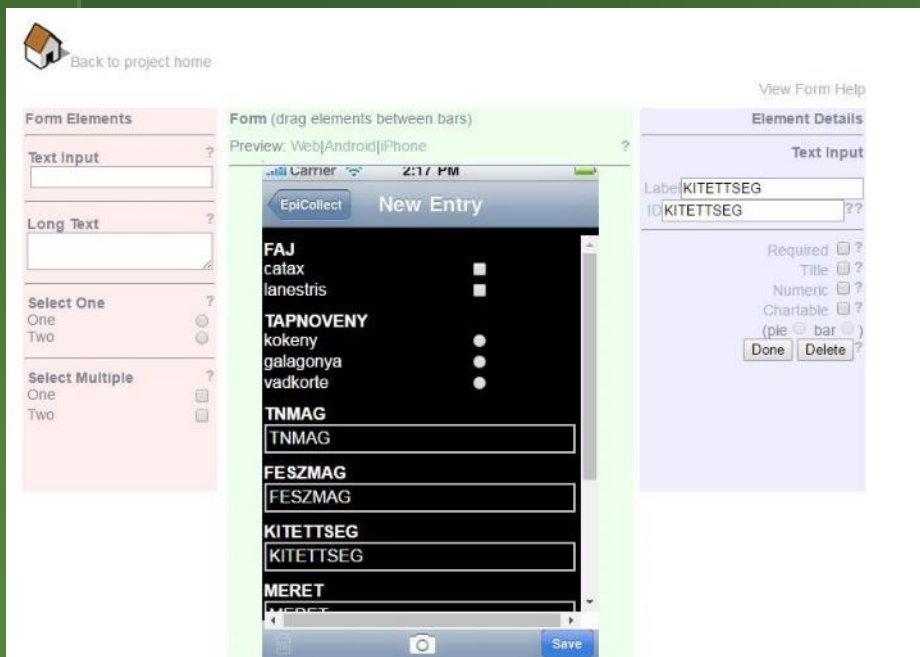 Back to project home
View Form Help
Form Elements
Text Input ?
Long Text ?
Select One ?
One
Two
Select Multiple ?
One
Two
Form (drag elements between bars)
Preview: Web|Android|iPhone ?
Carrier 2:17 PM
EpiCollect New Entry
FAJ
catax
lanestris
TAPNOVENY
kokeny
galagonya
vadkorte
TNMAG
TNMAG
FESZMAG
FESZMAG
KITETTSEG
KITETTSEG
MERET
MERET
Save
Element Details
Text Input
Label KITETTSEG
ID KITETTSEG ??
Required ?
Title ?
Numeric ?
Chartable ?
(pie bar )
Done Delete ?